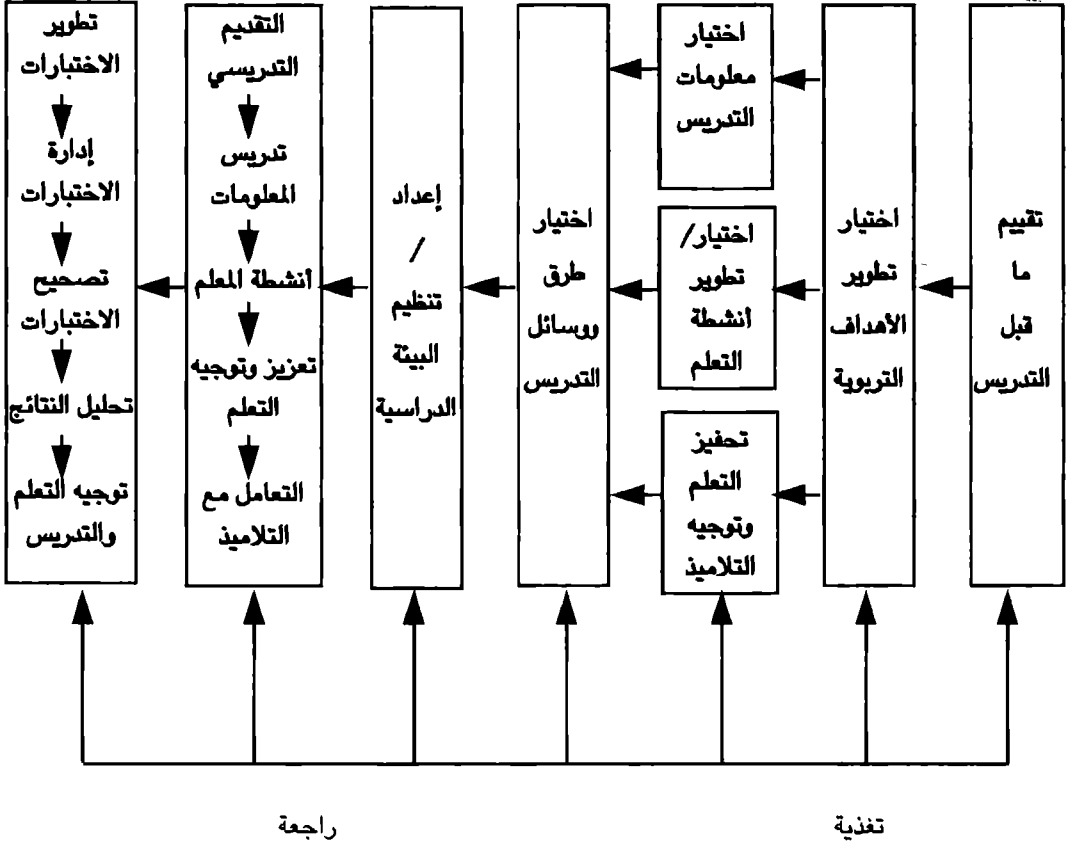 تقييم
ما
قبل
التدريس
اختيار
تطوير
الأهداف
التربوية
اختيار
معلومات
التدريس
اختيار/
تطوير
أنشطة
التعلم
تحفيز
التعلم
وتوجيه
التلاميذ
اختيار
طرق
ووسائل
التدريس
إعداد
/
تنظيم
البيئة
الدراسية
التقديم
التدريسي
تدريس
المعلومات
أنشطة المعلم
تعزيز وتوجيه
التعلم
التعامل مع
التلاميذ
تطوير
الاختبارات
إدارة
الاختبارات
تصحيح
الاختبارات
تحليل النتائج
توجيه التعلم
والتدريس
تغذية
راجعة